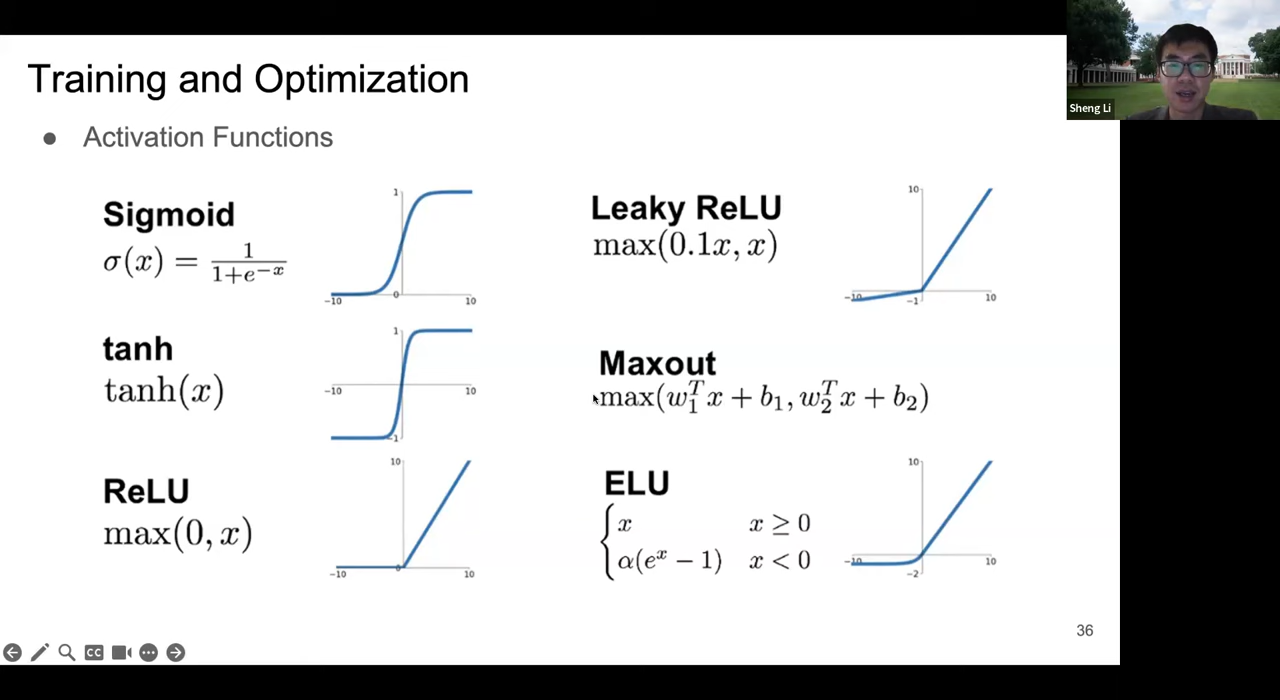 Training and Optimization
Sheng Li
● Activation Functions
Sigmoid
σ(x) = 1/(1+e^−x)
1
0
−10
10
tanh
tanh(x)
1
−10
10
−1
ReLU
max(0, x)
10
0
−10
10
Leaky ReLU
max(0.1x, x)
10
−10
−1
10
Maxout
max(w₁ᵀx + b₁, w₂ᵀx + b₂)
ELU
{ x x ≥ 0
α(eˣ − 1) x < 0
10
−10
−2
10
36
CC